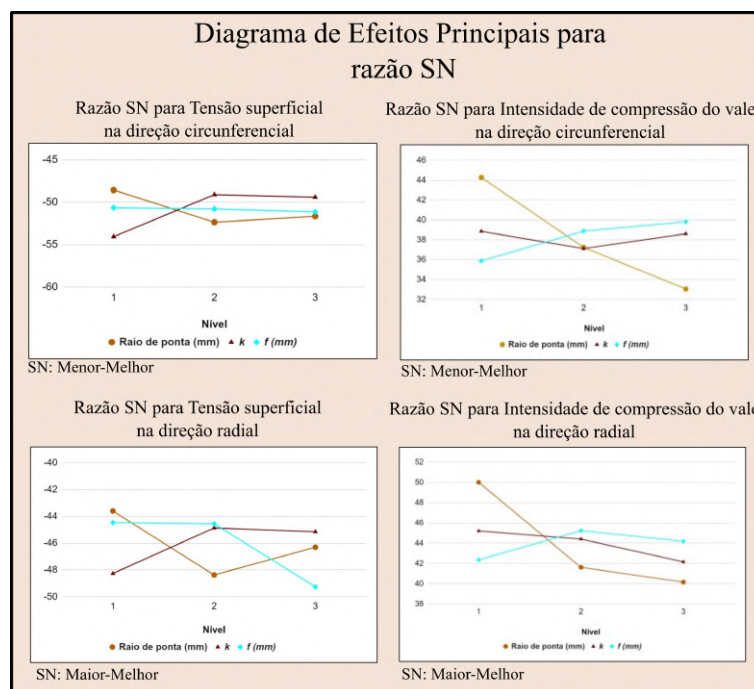 Diagrama de Efeitos Principais para
razão SN
Razão SN para Tensão superficial
na direção circunferencial
-45
-50
-55
-60
1 2 3
Nível
Raio de ponta (mm) k f (mm)
SN: Menor-Melhor
Razão SN para Intensidade de compressão do vale
na direção circunferencial
46
44
42
40
38
36
34
32
1 2 3
Nível
Raio de ponta (mm) k f (mm)
SN: Menor-Melhor
Razão SN para Tensão superficial
na direção radial
-40
-42
-44
-46
-48
-50
1 2 3
Nível
Raio de ponta (mm) k f (mm)
SN: Maior-Melhor
Razão SN para Intensidade de compressão do vale
na direção radial
52
50
48
46
44
42
40
38
1 2 3
Nível
Raio de ponta (mm) k f (mm)
SN: Maior-Melhor